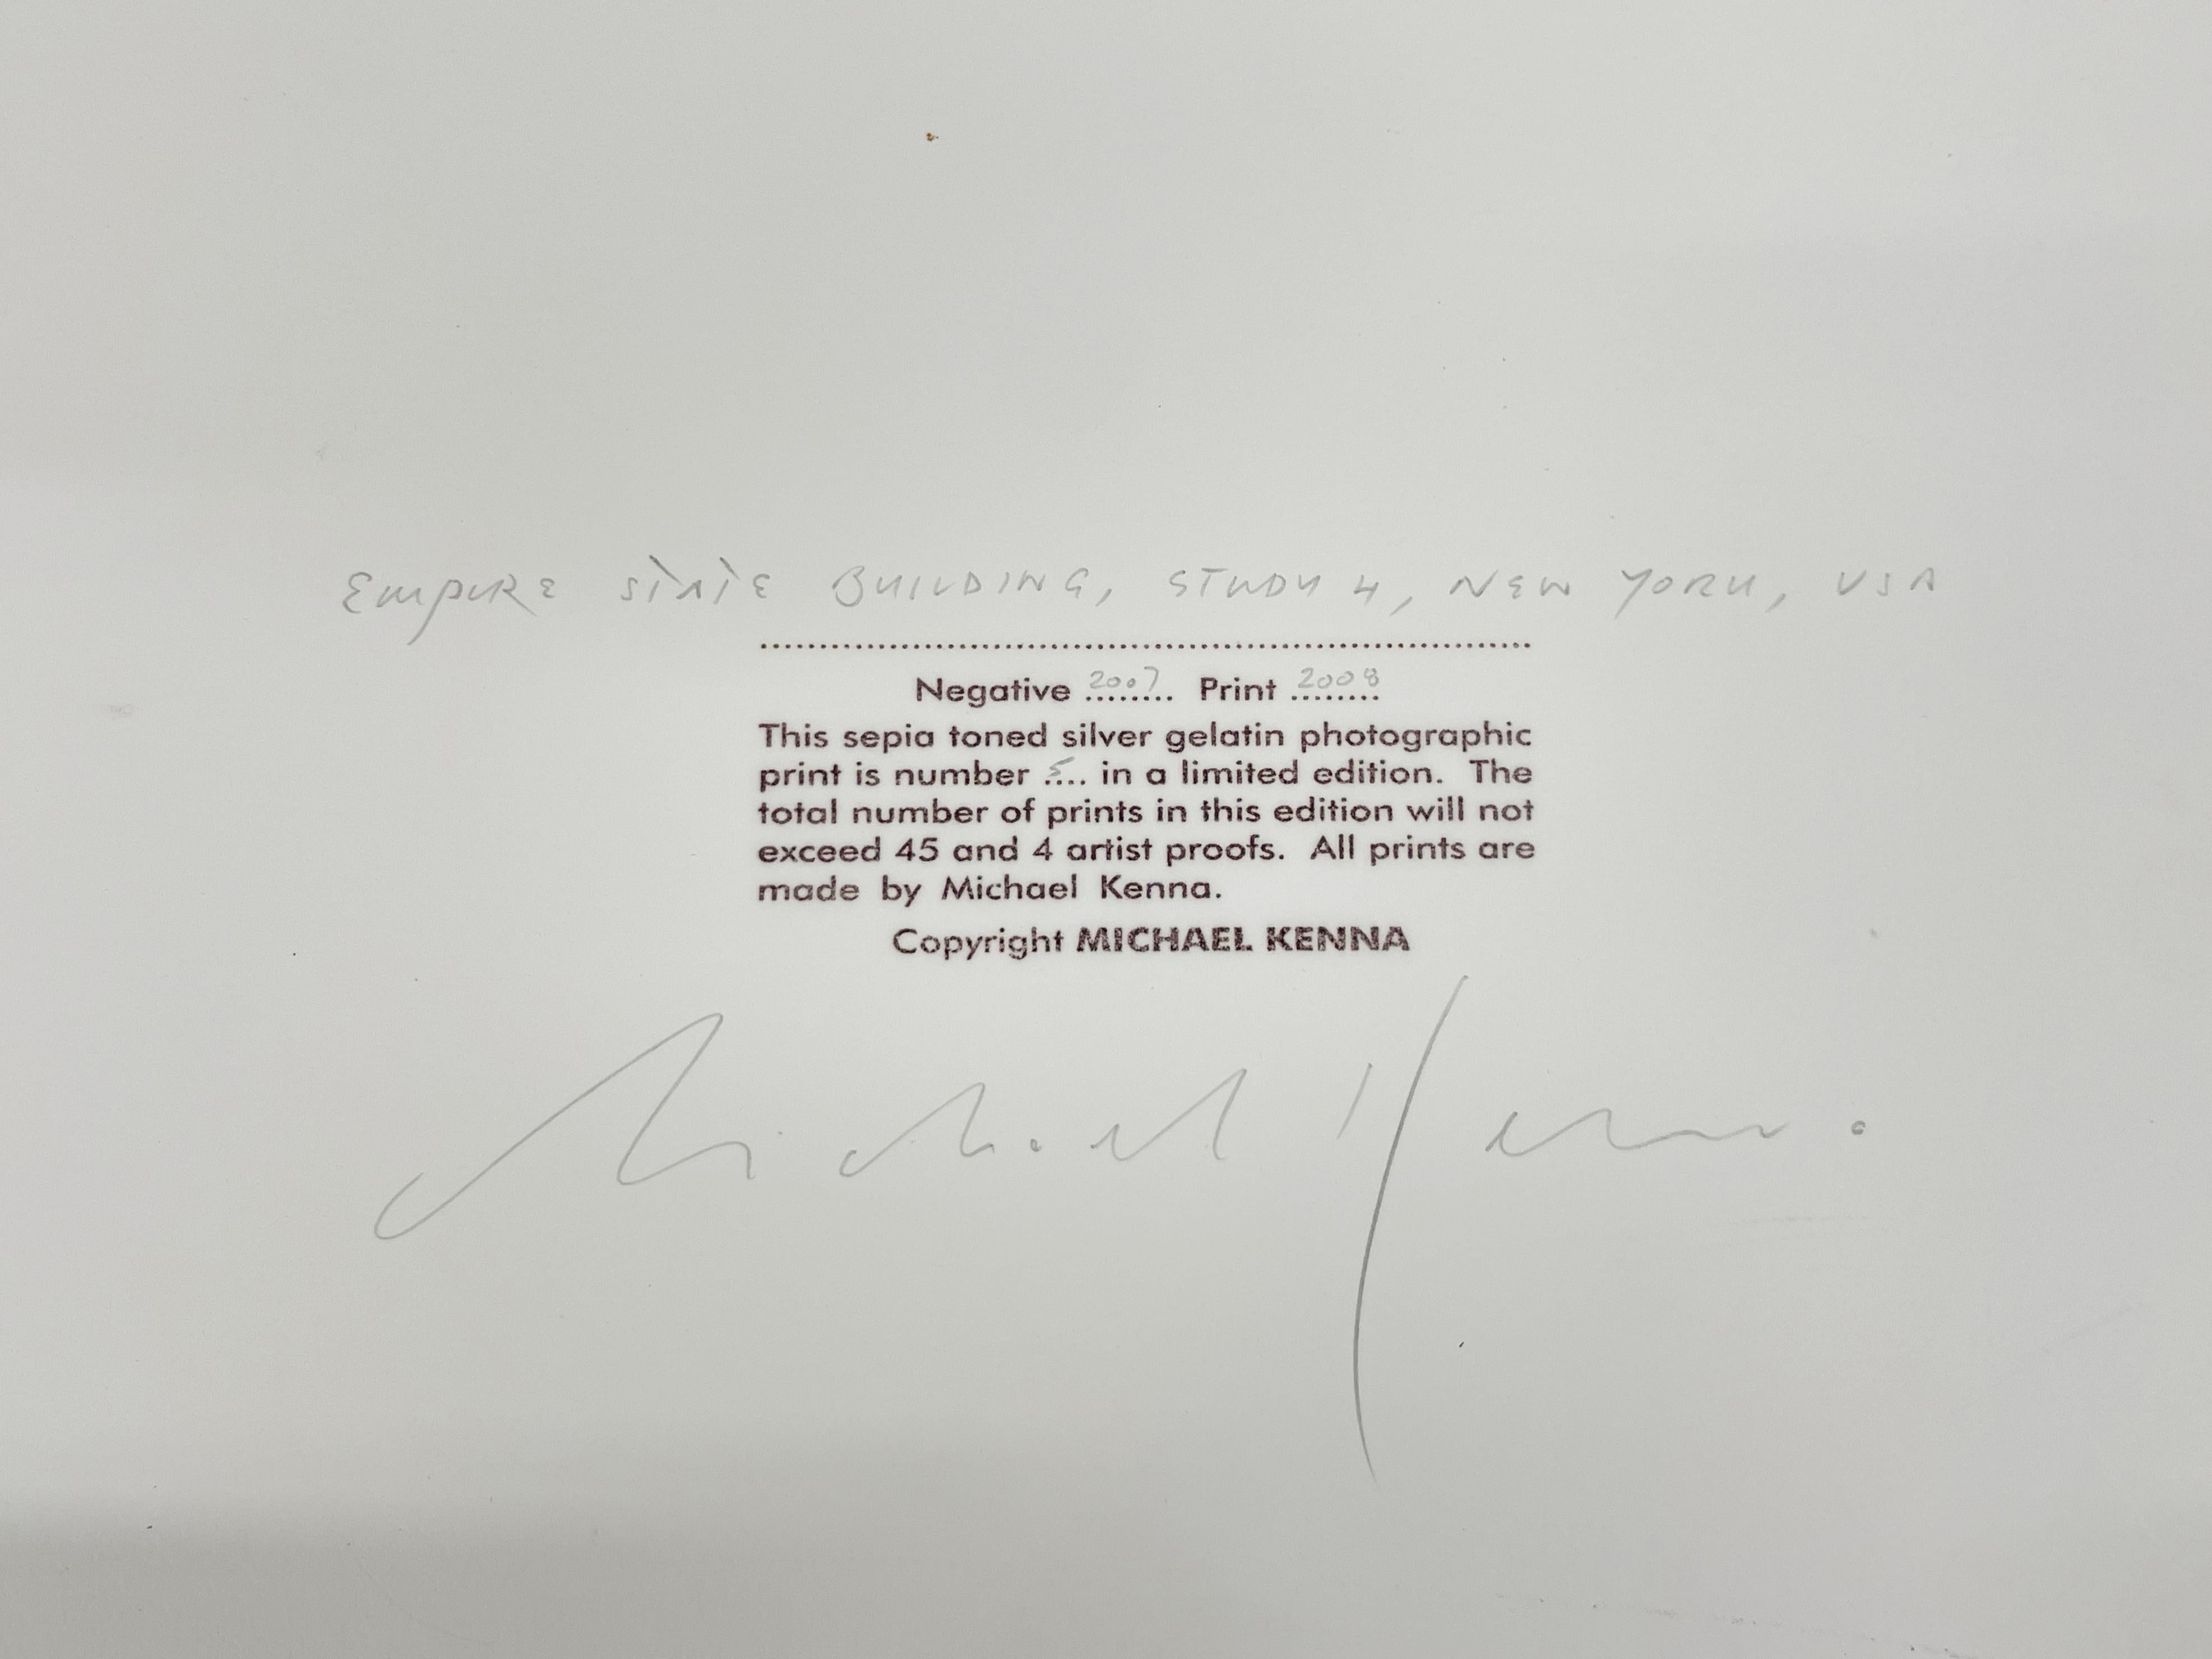 EMPIRE STATE BUILDING, STUDY 4, NEW YORK, USA
Negative 2007 Print 2008
This sepia toned silver gelatin photographic
print is number 5 in a limited edition. The
total number of prints in this edition will not
exceed 45 and 4 artist proofs. All prints are
made by Michael Kenna.
Copyright MICHAEL KENNA
Michael Kenna